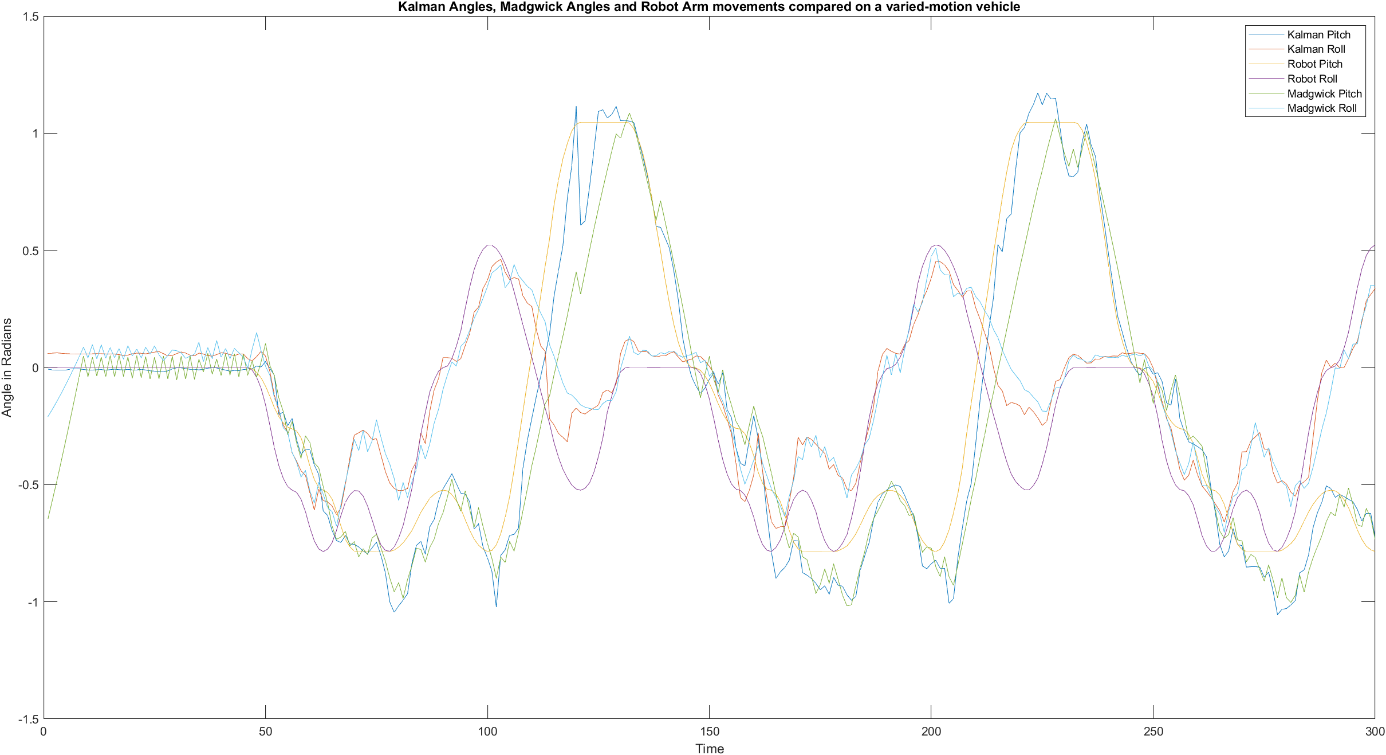 Kalman Angles, Madgwick Angles and Robot Arm movements compared on a varied-motion vehicle
1.5
1
0.5
0
-0.5
-1
-1.5
Angle in Radians
Kalman Pitch
Kalman Roll
Robot Pitch
Robot Roll
Madgwick Pitch
Madgwick Roll
0 50 100 150 200 250 300
Time